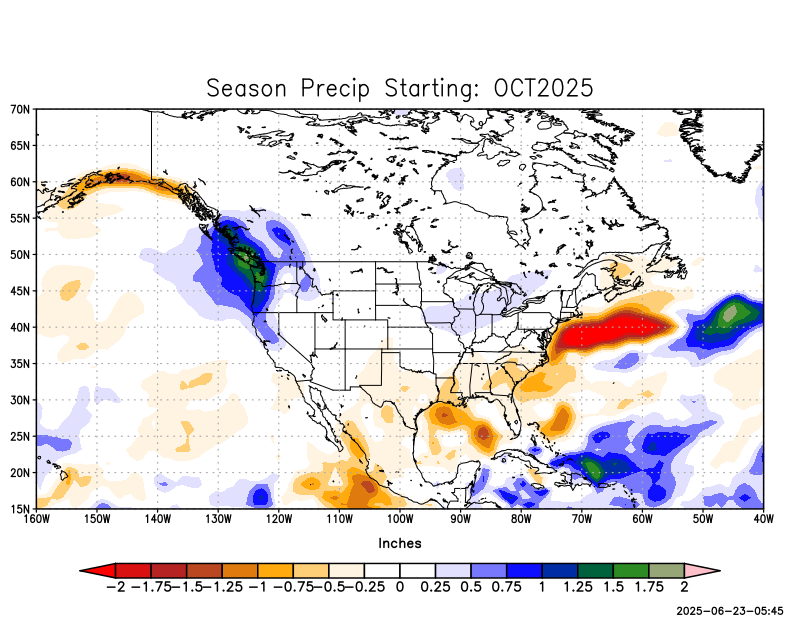 Season Precip Starting: OCT2025
70N
65N
60N
55N
50N
45N
40N
35N
30N
25N
20N
15N
160W 150W 140W 130W 120W 110W 100W 90W 80W 70W 60W 50W 40W
Inches
−2 −1.75 −1.5 −1.25 −1 −0.75 −0.5 −0.25 0 0.25 0.5 0.75 1 1.25 1.5 1.75 2
2025−06−23−05:45